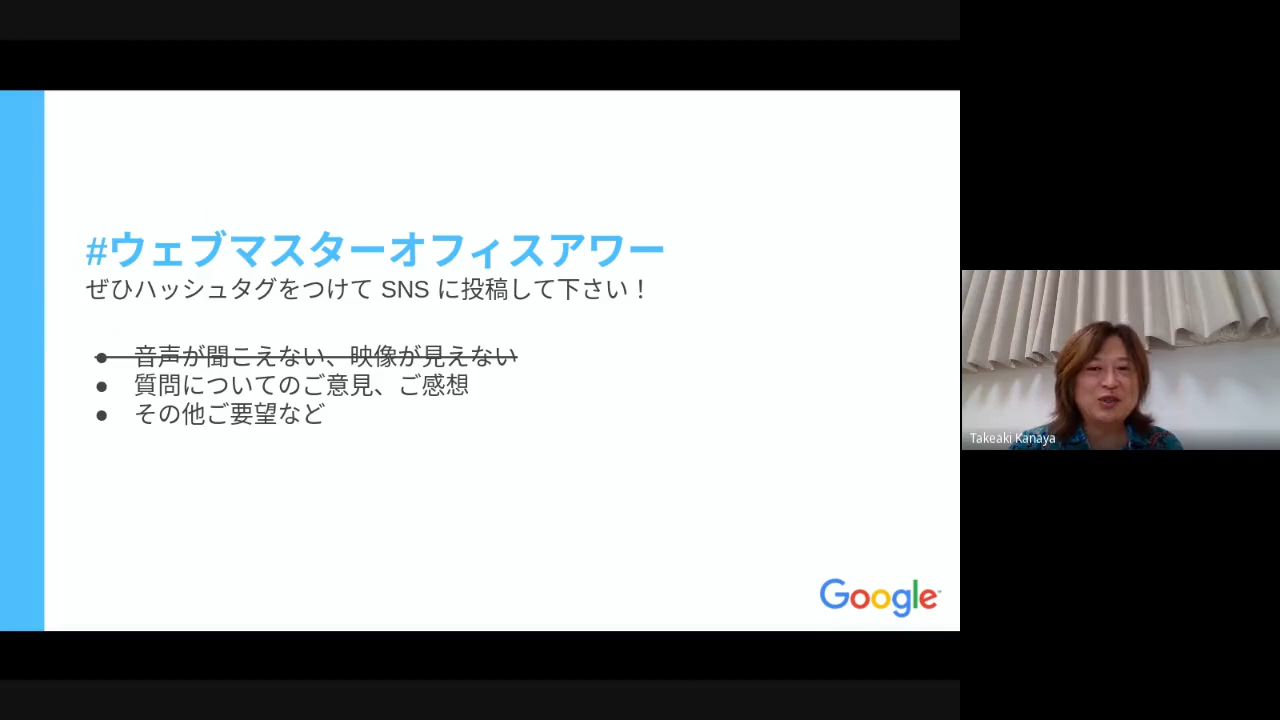 #ウェブマスターオフィスアワー
ぜひハッシュタグをつけて SNS に投稿して下さい！
● 音声が聞こえない、映像が見えない
● 質問についてのご意見、ご感想
● その他ご要望など
Takeaki Kanaya
Google